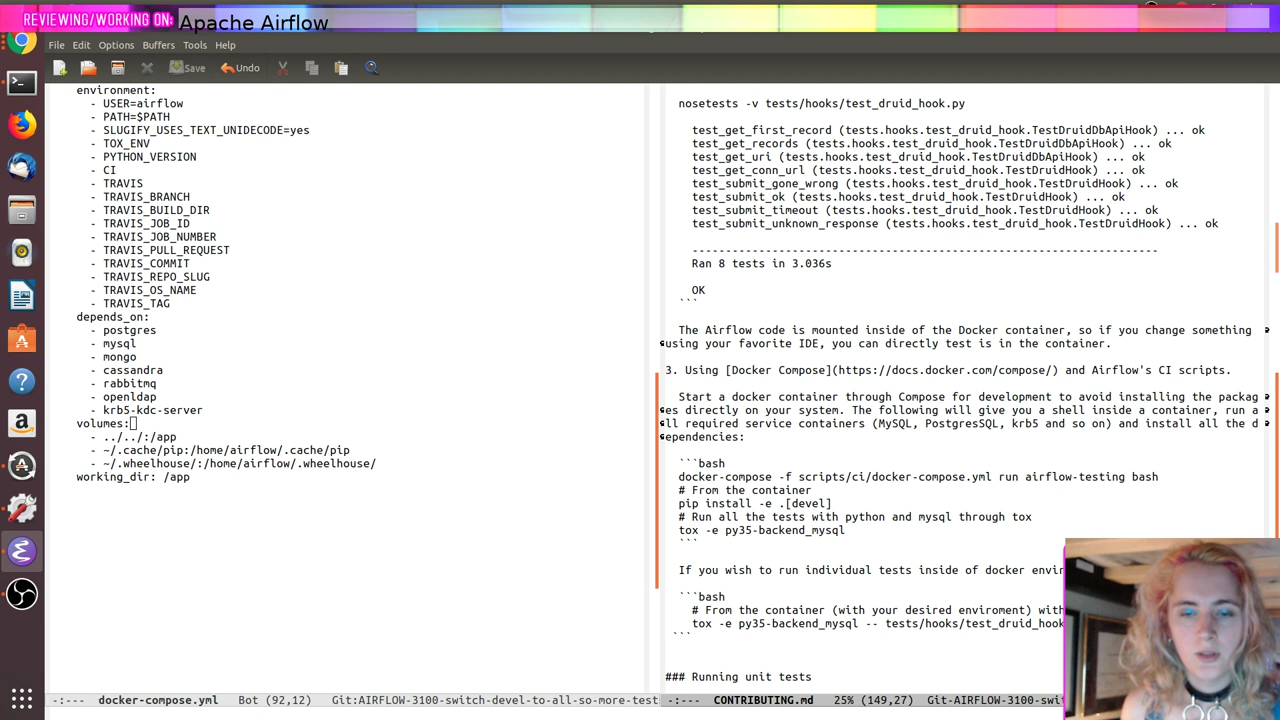 REVIEWING/WORKING ON: Apache Airflow
File Edit Options Buffers Tools Help
Save Undo
environment:
- USER=airflow
- PATH=$PATH
- SLUGIFY_USES_TEXT_UNIDECODE=yes
- TOX_ENV
- PYTHON_VERSION
- CI
- TRAVIS
- TRAVIS_BRANCH
- TRAVIS_BUILD_DIR
- TRAVIS_JOB_ID
- TRAVIS_JOB_NUMBER
- TRAVIS_PULL_REQUEST
- TRAVIS_COMMIT
- TRAVIS_REPO_SLUG
- TRAVIS_OS_NAME
- TRAVIS_TAG
depends_on:
- postgres
- mysql
- mongo
- cassandra
- rabbitmq
- openldap
- krb5-kdc-server
volumes:
- ../../:/app
- ~/.cache/pip:/home/airflow/.cache/pip
- ~/.wheelhouse/:/home/airflow/.wheelhouse/
working_dir: /app
-:--- docker-compose.yml Bot (92,12) Git:AIRFLOW-3100-switch-devel-to-all-so-more-test
nosetests -v tests/hooks/test_druid_hook.py
test_get_first_record (tests.hooks.test_druid_hook.TestDruidDbApiHook) ... ok
test_get_records (tests.hooks.test_druid_hook.TestDruidDbApiHook) ... ok
test_get_uri (tests.hooks.test_druid_hook.TestDruidDbApiHook) ... ok
test_get_conn_url (tests.hooks.test_druid_hook.TestDruidHook) ... ok
test_submit_gone_wrong (tests.hooks.test_druid_hook.TestDruidHook) ... ok
test_submit_ok (tests.hooks.test_druid_hook.TestDruidHook) ... ok
test_submit_timeout (tests.hooks.test_druid_hook.TestDruidHook) ... ok
test_submit_unknown_response (tests.hooks.test_druid_hook.TestDruidHook) ... ok
----------------------------------------------------------------------
Ran 8 tests in 3.036s
OK
```
The Airflow code is mounted inside of the Docker container, so if you change something
using your favorite IDE, you can directly test is in the container.
3. Using [Docker Compose](https://docs.docker.com/compose/) and Airflow's CI scripts.
Start a docker container through Compose for development to avoid installing the packag
es directly on your system. The following will give you a shell inside a container, run a
ll required service containers (MySQL, PostgresSQL, krb5 and so on) and install all the d
ependencies:
```bash
docker-compose -f scripts/ci/docker-compose.yml run airflow-testing bash
# From the container
pip install -e .[devel]
# Run all the tests with python and mysql through tox
tox -e py35-backend_mysql
```
If you wish to run individual tests inside of docker envir
```bash
# From the container (with your desired enviroment) with
tox -e py35-backend_mysql -- tests/hooks/test_druid_hook
```
### Running unit tests
-:--- CONTRIBUTING.md 25% (149,27) Git:AIRFLOW-3100-switc